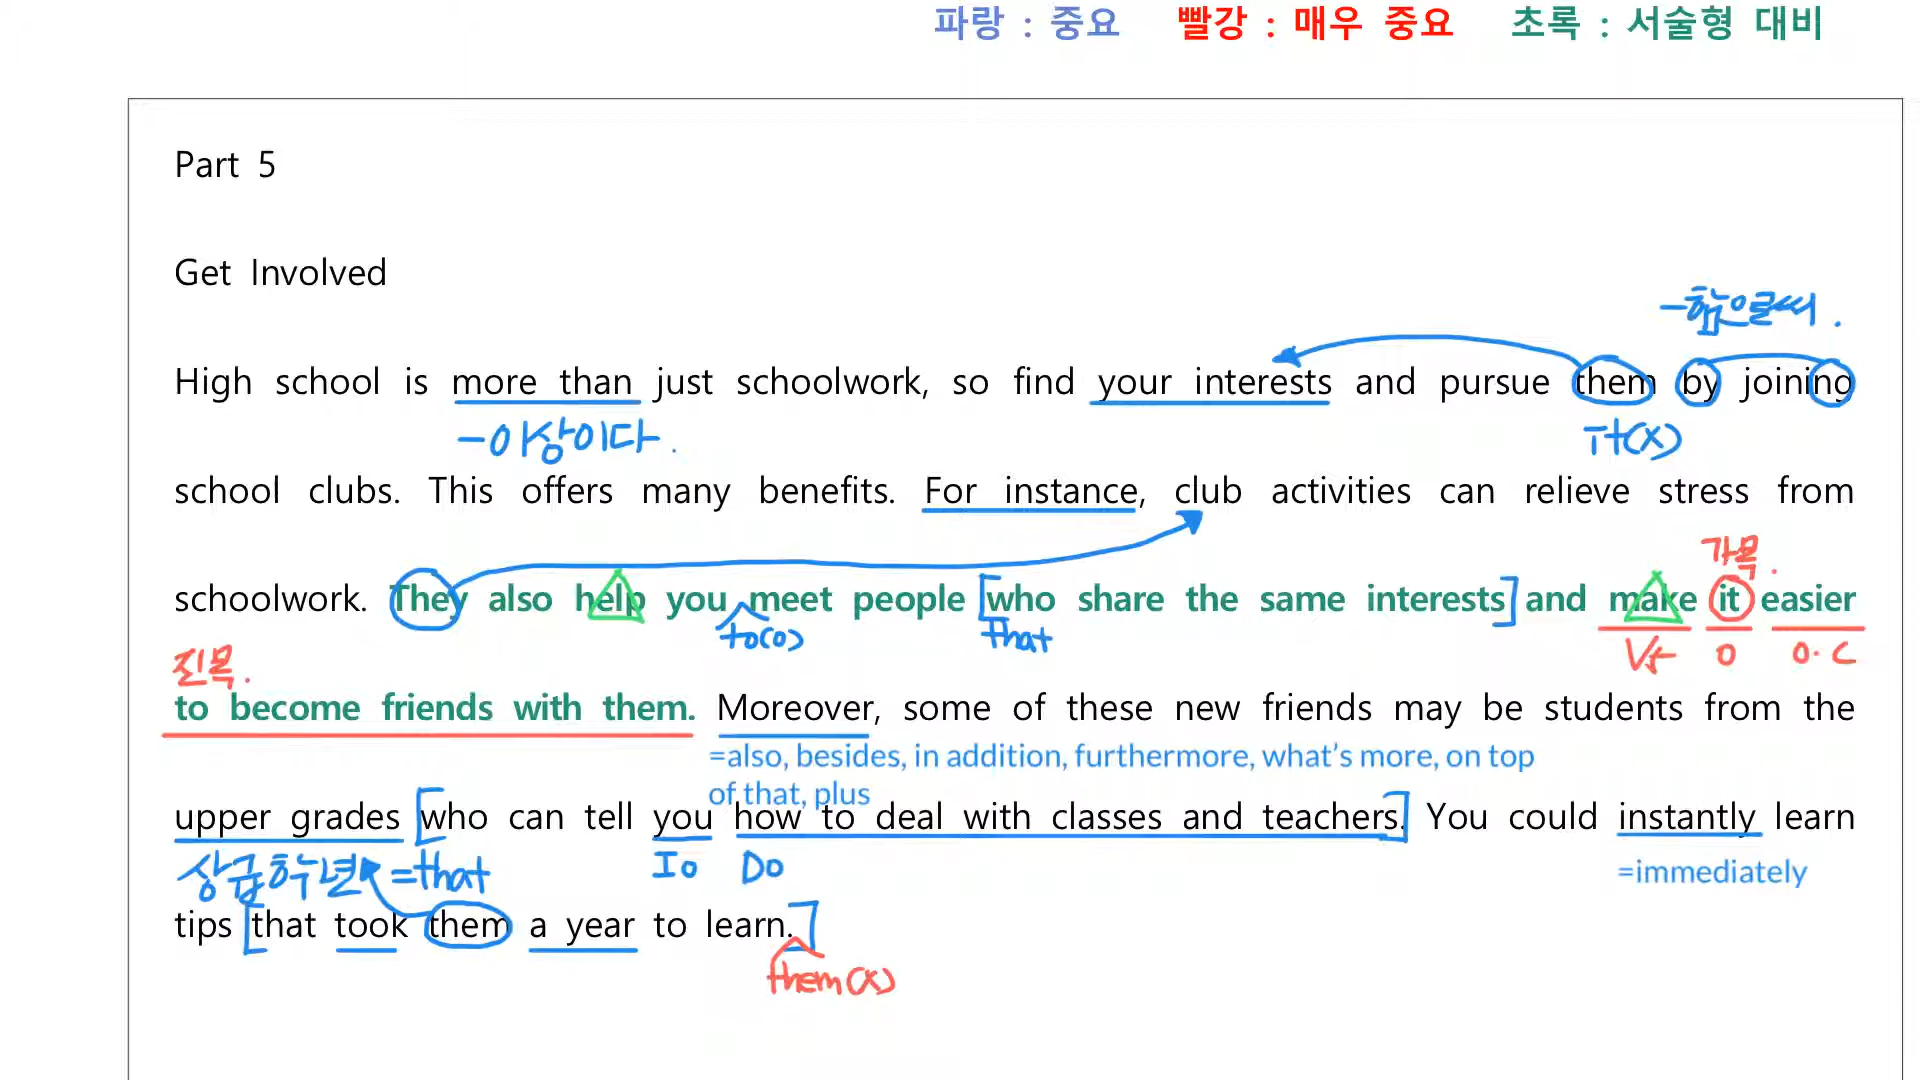 파랑 : 중요 빨강 : 매우 중요 초록 : 서술형 대비
Part 5
Get Involved
-함으로써.
High school is more than just schoolwork, so find your interests and pursue them by joining
-이상이다. it(x)
school clubs. This offers many benefits. For instance, club activities can relieve stress from
가목.
schoolwork. They also help you meet people [who share the same interests] and make it easier
to(o) that Vt O O.C
진목.
to become friends with them. Moreover, some of these new friends may be students from the
=also, besides, in addition, furthermore, what's more, on top
of that, plus
upper grades [who can tell you how to deal with classes and teachers.] You could instantly learn
상급학년 =that IO DO =immediately
tips [that took them a year to learn.]
them(x)